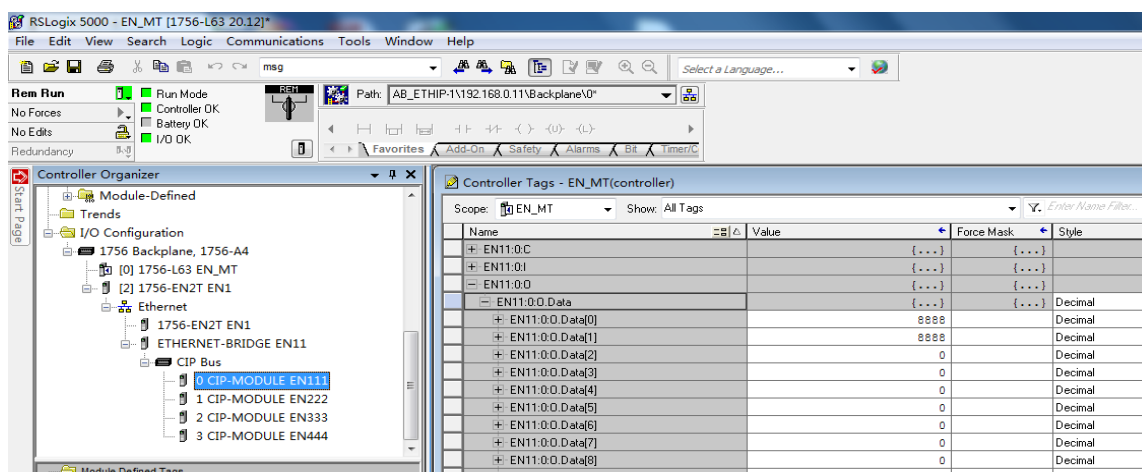 RSLogix 5000 - EN_MT [1756-L63 20.12]*
File Edit View Search Logic Communications Tools Window Help
msg
Select a Language...
Rem Run
Run Mode
REM
Path: AB_ETHIP-1\192.168.0.11\Backplane\0*
No Forces
Controller OK
Battery OK
No Edits
I/O OK
Redundancy
Favorites Add-On Safety Alarms Bit Timer/C
Start Page
Controller Organizer
Module-Defined
Trends
I/O Configuration
1756 Backplane, 1756-A4
[0] 1756-L63 EN_MT
[2] 1756-EN2T EN1
Ethernet
1756-EN2T EN1
ETHERNET-BRIDGE EN11
CIP Bus
0 CIP-MODULE EN111
1 CIP-MODULE EN222
2 CIP-MODULE EN333
3 CIP-MODULE EN444
Controller Tags - EN_MT(controller)
Scope: EN_MT Show: All Tags Enter Name Filter...
Name Value Force Mask Style
EN11:0:C {...} {...}
EN11:0:I {...} {...}
EN11:0:O {...} {...}
EN11:0:O.Data {...} {...} Decimal
EN11:0:O.Data[0] 8888 Decimal
EN11:0:O.Data[1] 8888 Decimal
EN11:0:O.Data[2] 0 Decimal
EN11:0:O.Data[3] 0 Decimal
EN11:0:O.Data[4] 0 Decimal
EN11:0:O.Data[5] 0 Decimal
EN11:0:O.Data[6] 0 Decimal
EN11:0:O.Data[7] 0 Decimal
EN11:0:O.Data[8] 0 Decimal
Module Defined Tags